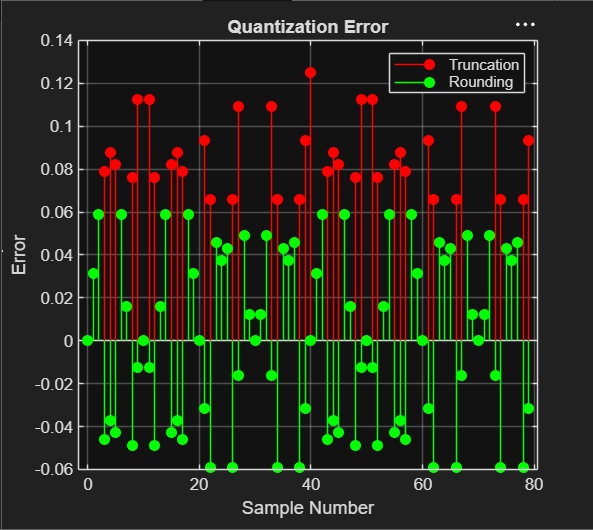 Quantization Error
0.14
0.12
0.1
0.08
0.06
0.04
0.02
0
-0.02
-0.04
-0.06
Error
Truncation
Rounding
0 20 40 60 80
Sample Number